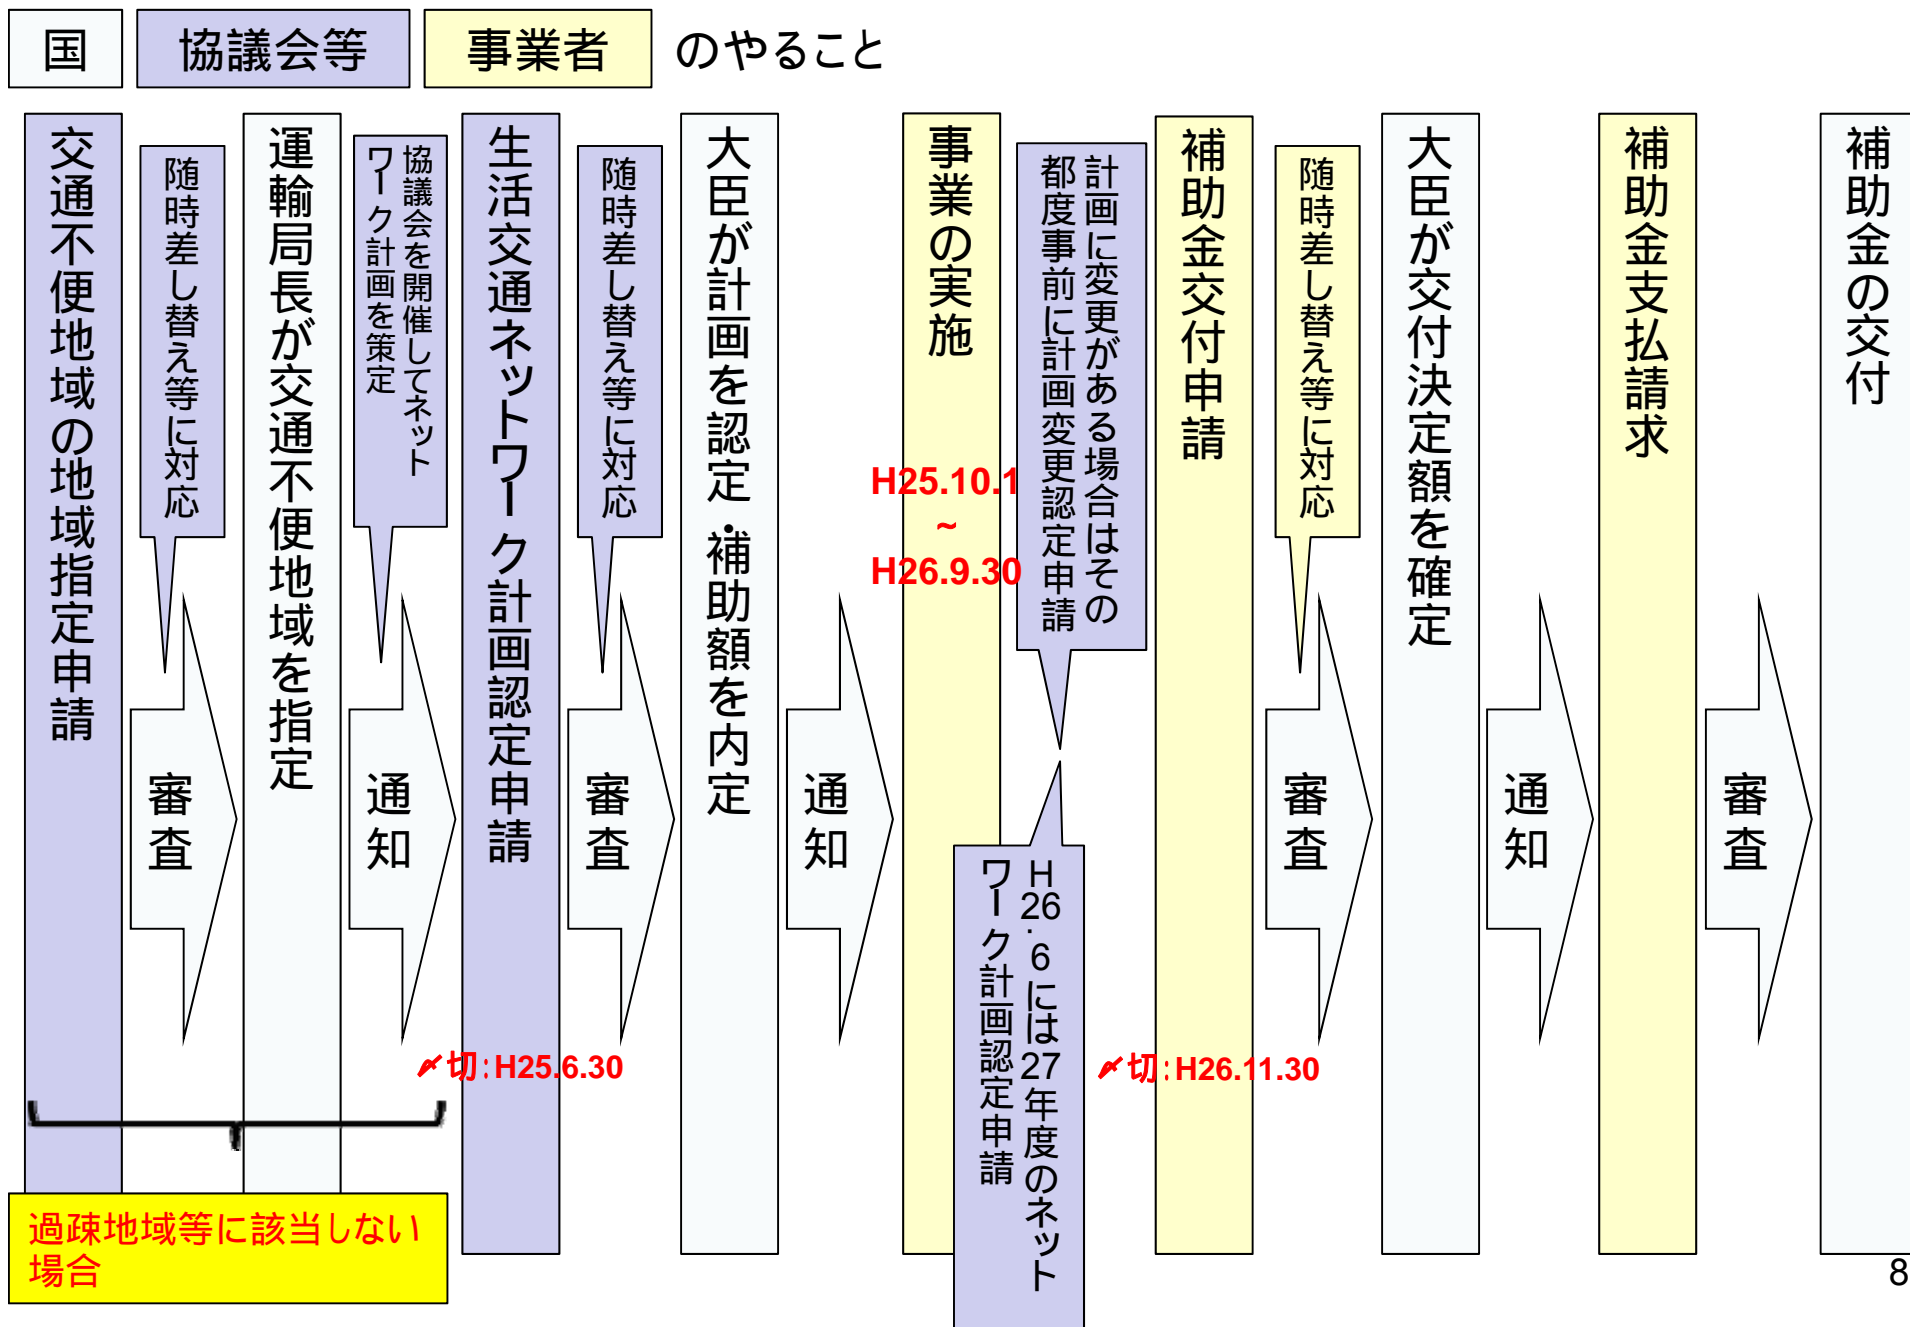 国
協議会等
事業者
のやること
交通不便地域の地域指定申請
随時差し替え等に対応
審査
運輸局長が交通不便地域を指定
協議会を開催してネット
ワーク計画を策定
通知
生活交通ネットワーク計画認定申請
〆切:H25.6.30
随時差し替え等に対応
審査
大臣が計画を認定・補助額を内定
通知
事業の実施
H25.10.1
~
H26.9.30
計画に変更がある場合はその
都度事前に計画変更認定申請
H26.6には27年度のネット
ワーク計画認定申請
補助金交付申請
〆切:H26.11.30
随時差し替え等に対応
審査
大臣が交付決定額を確定
通知
補助金支払請求
審査
補助金の交付
過疎地域等に該当しない
場合
8